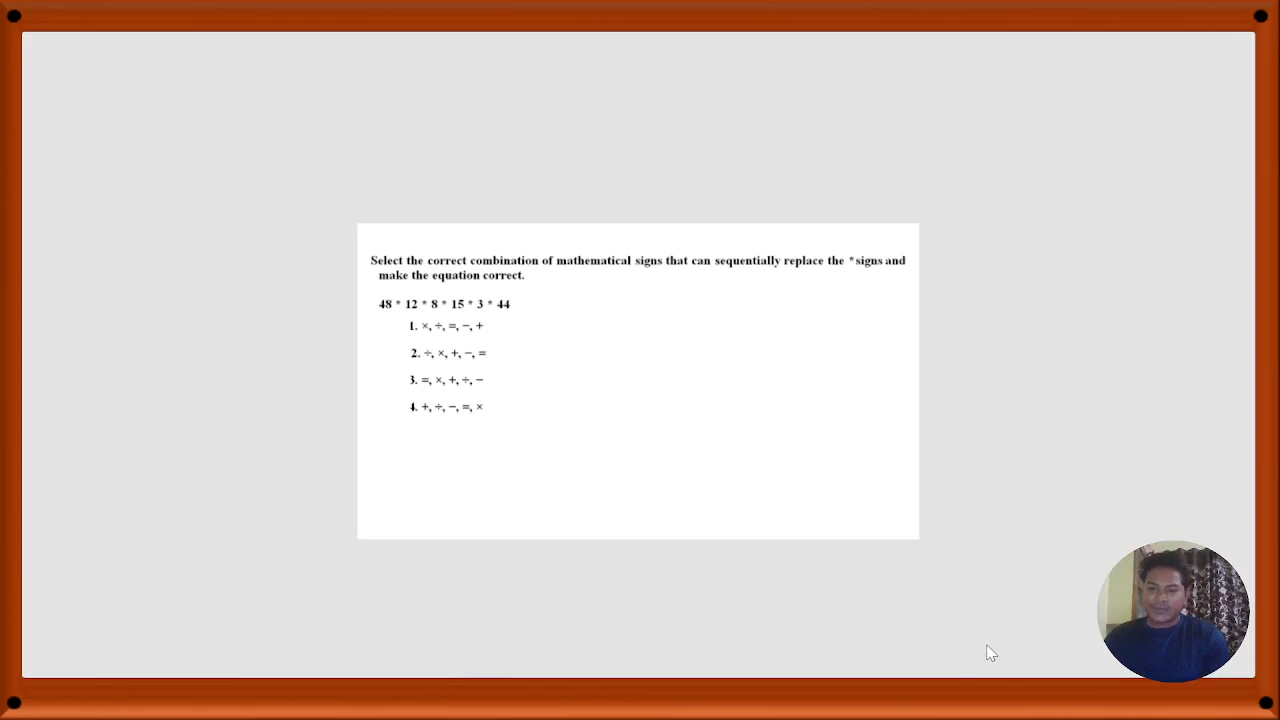 Select the correct combination of mathematical signs that can sequentially replace the *signs and
make the equation correct.
48 * 12 * 8 * 15 * 3 * 44
1. ×, ÷, =, −, +
2. ÷, ×, +, −, =
3. =, ×, +, ÷, −
4. +, ÷, −, =, ×